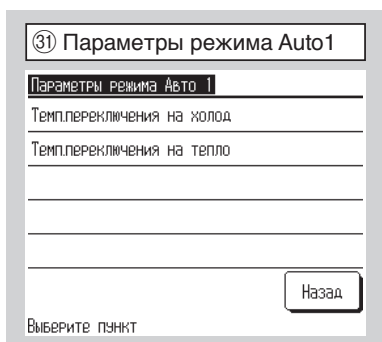 ㉛ Параметры режима Auto1
Параметры режима Авто 1
Темп.переключения на холод
Темп.переключения на тепло
Назад
Выберите пункт